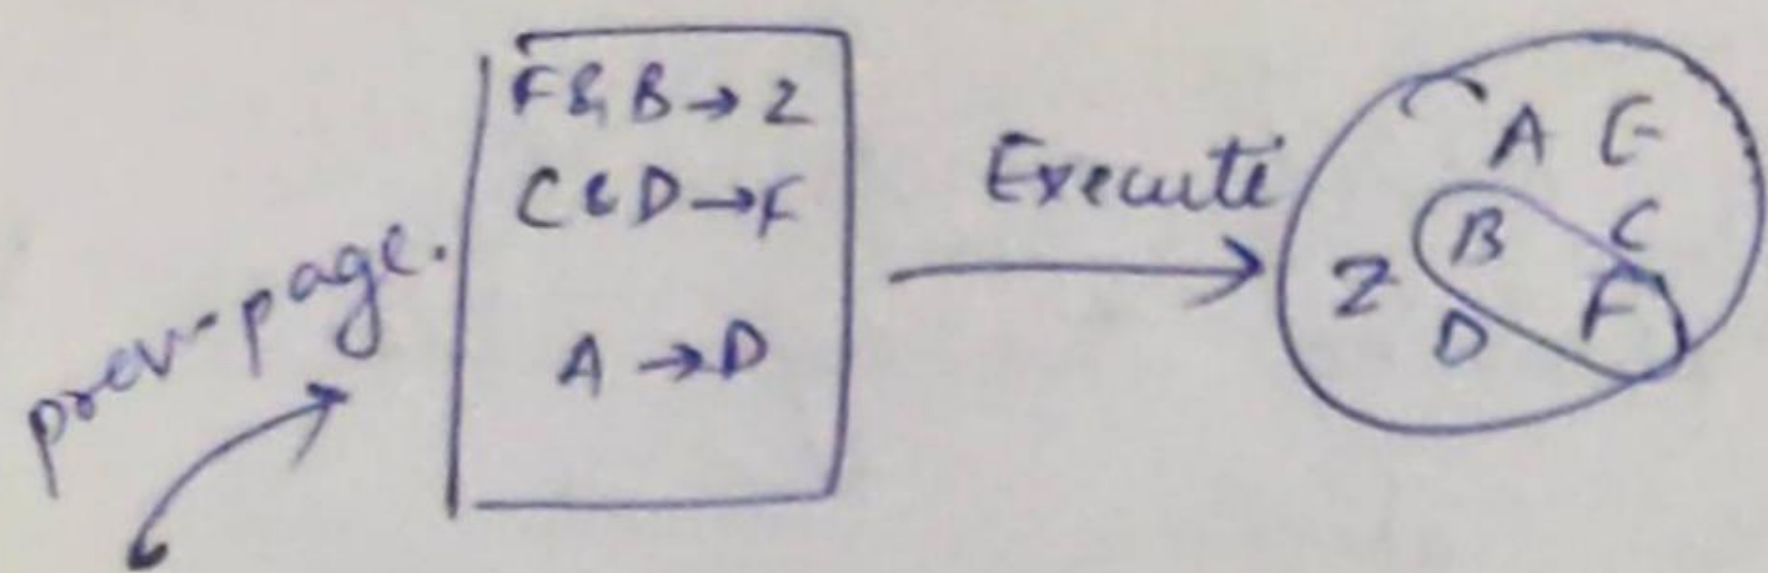 prev-page.
F & B → Z
C & D → F
A → D
Execute
A E
B C
Z F
D